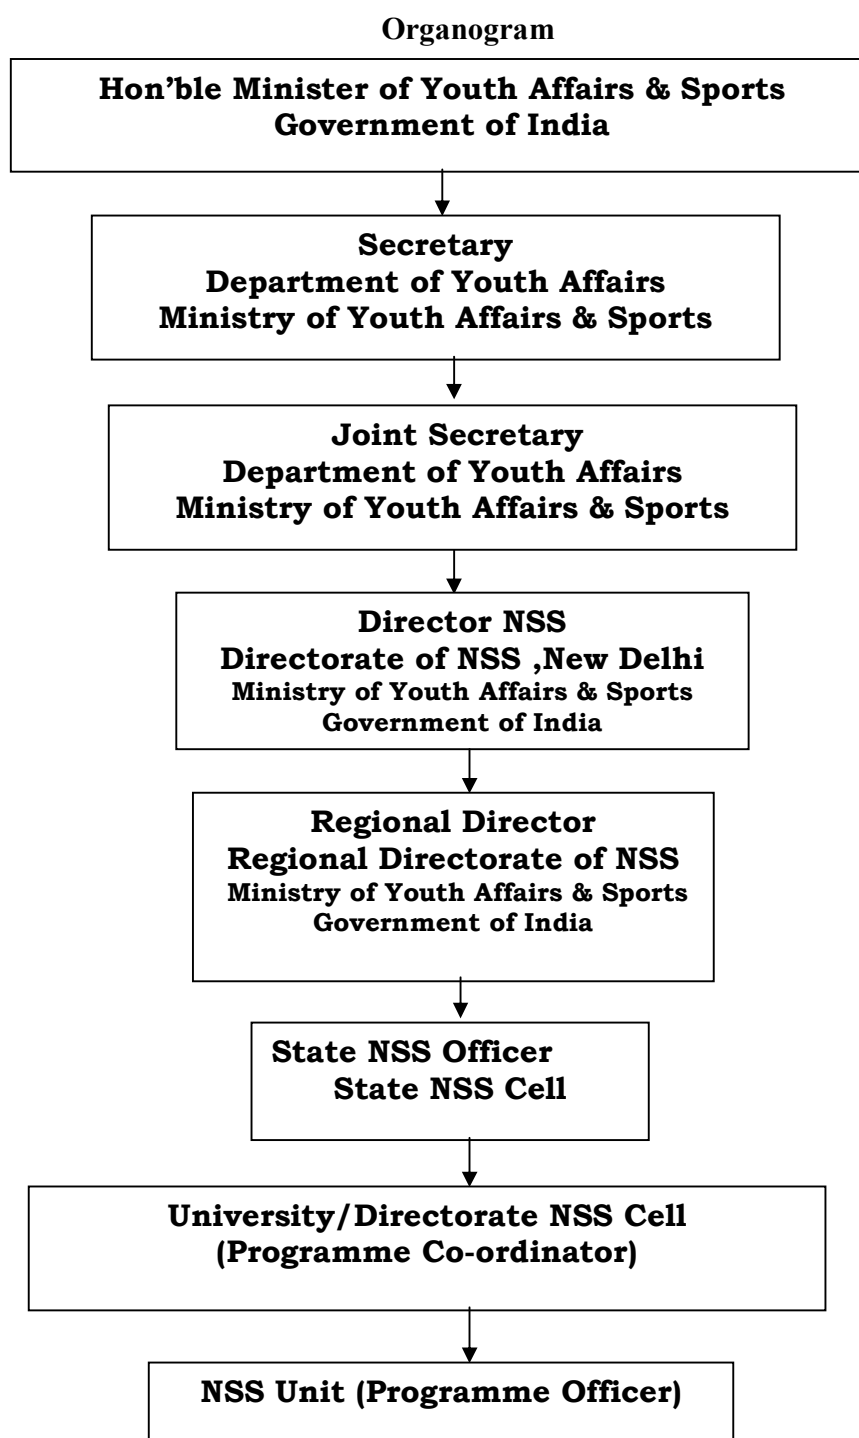 Organogram
Hon’ble Minister of Youth Affairs & Sports
Government of India
Secretary
Department of Youth Affairs
Ministry of Youth Affairs & Sports
Joint Secretary
Department of Youth Affairs
Ministry of Youth Affairs & Sports
Director NSS
Directorate of NSS ,New Delhi
Ministry of Youth Affairs & Sports
Government of India
Regional Director
Regional Directorate of NSS
Ministry of Youth Affairs & Sports
Government of India
State NSS Officer
State NSS Cell
University/Directorate NSS Cell
(Programme Co-ordinator)
NSS Unit (Programme Officer)